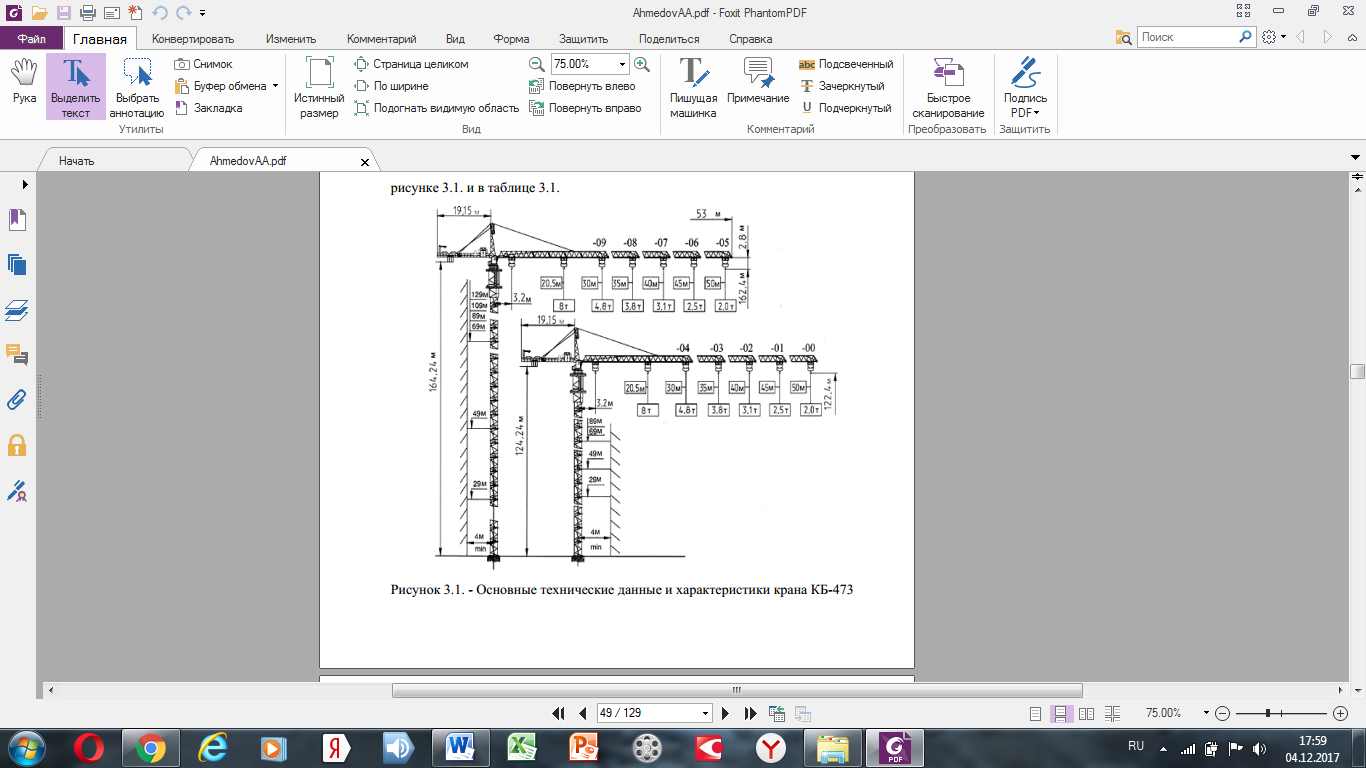 AhmedovAA.pdf - Foxit PhantomPDF
Файл Главная Конвертировать Изменить Комментарий Вид Форма Защитить Поделиться Справка
Поиск
Рука
Выделить текст
Выбрать аннотацию
Снимок
Буфер обмена
Закладка
Утилиты
Истинный размер
Страница целиком
По ширине
Подогнать видимую область
75.00%
Повернуть влево
Повернуть вправо
Вид
Пишущая машинка
Примечание
abc Подсвеченный
Зачеркнутый
Подчеркнутый
Комментарий
Быстрое сканирование
Преобразовать
Подпись PDF
Защитить
Начать
AhmedovAA.pdf
рисунке 3.1. и в таблице 3.1.
19,15 м
53 м
-09 -08 -07 -06 -05
2.8 м
162.4м
20,5м 30м 35м 40м 45м 50м
3.2м
8т 4,8т 3,8т 3,1т 2,5т 2.0т
129м
109м
89м
69м
164.24 м
49м
29м
4м
min
19,15 м
-04 -03 -02 -01 -00
122.4м
20,5м 30м 35м 40м 45м 50м
3.2м
8т 4,8т 3,8т 3,1т 2,5т 2.0т
89м
69м
124.24 м
49м
29м
4м
min
Рисунок 3.1. - Основные технические данные и характеристики крана КБ-473
49 / 129
75.00%
RU
17:59
04.12.2017